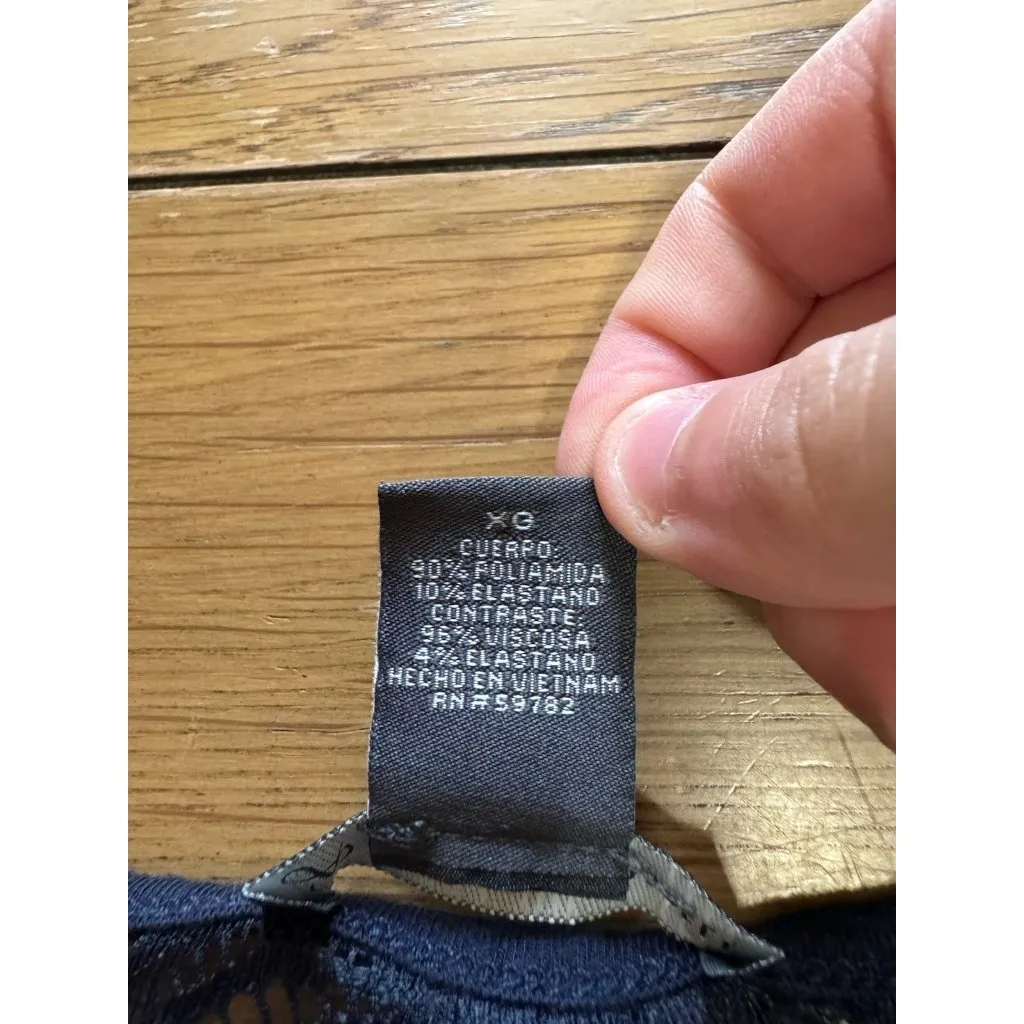 XG
CUERPO:
90% POLIAMIDA
10% ELASTANO
CONTRASTE:
96% VISCOSA
4% ELASTANO
HECHO EN VIETNAM
RN#59782